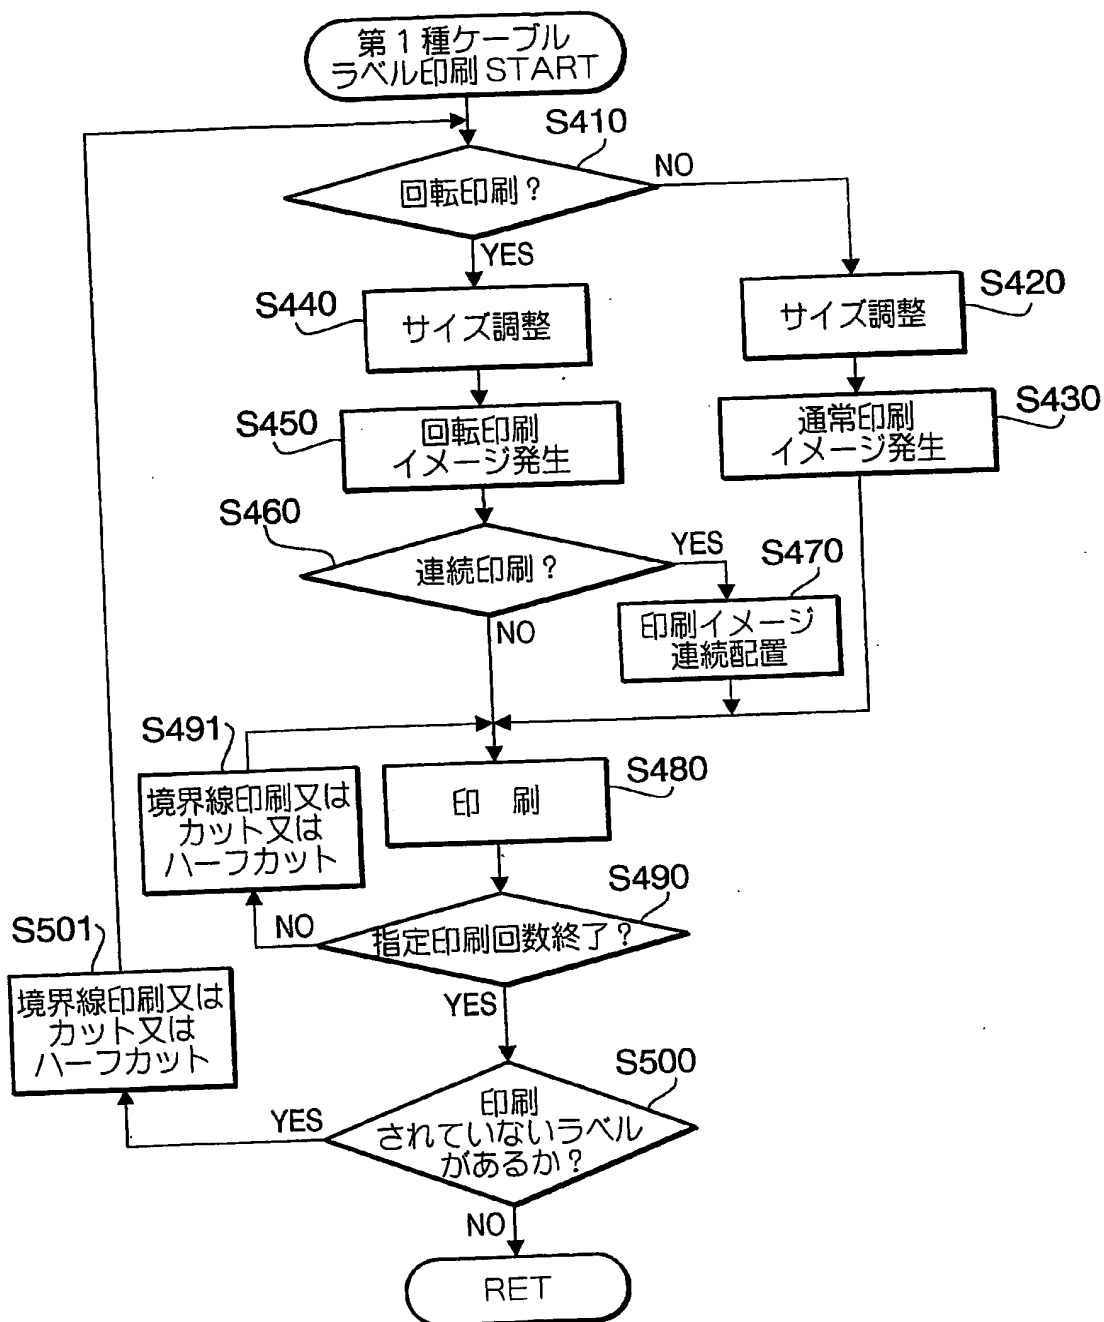 第1種ケーブル
ラベル印刷START
S410
回転印刷?
NO
YES
S440
サイズ調整
S420
サイズ調整
S450
回転印刷
イメージ発生
S430
通常印刷
イメージ発生
S460
連続印刷?
YES
NO
S470
印刷イメージ
連続配置
S491
境界線印刷又は
カット又は
ハーフカット
S480
印 刷
S490
指定印刷回数終了?
NO
YES
S501
境界線印刷又は
カット又は
ハーフカット
S500
印刷
されていないラベル
があるか?
YES
NO
RET